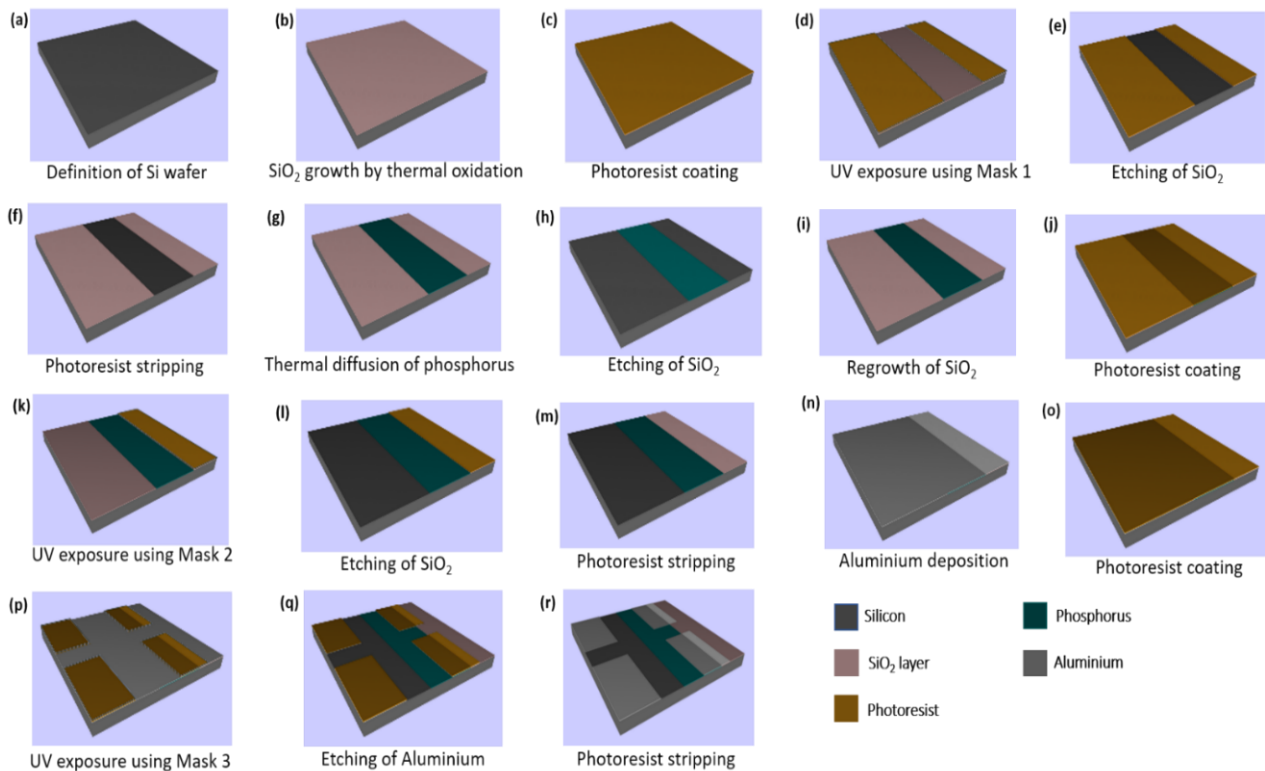 (a)
Definition of Si wafer
(b)
SiO₂ growth by thermal oxidation
(c)
Photoresist coating
(d)
UV exposure using Mask 1
(e)
Etching of SiO₂
(f)
Photoresist stripping
(g)
Thermal diffusion of phosphorus
(h)
Etching of SiO₂
(i)
Regrowth of SiO₂
(j)
Photoresist coating
(k)
UV exposure using Mask 2
(l)
Etching of SiO₂
(m)
Photoresist stripping
(n)
Aluminium deposition
(o)
Photoresist coating
(p)
UV exposure using Mask 3
(q)
Etching of Aluminium
(r)
Photoresist stripping
Silicon
Phosphorus
SiO₂ layer
Aluminium
Photoresist